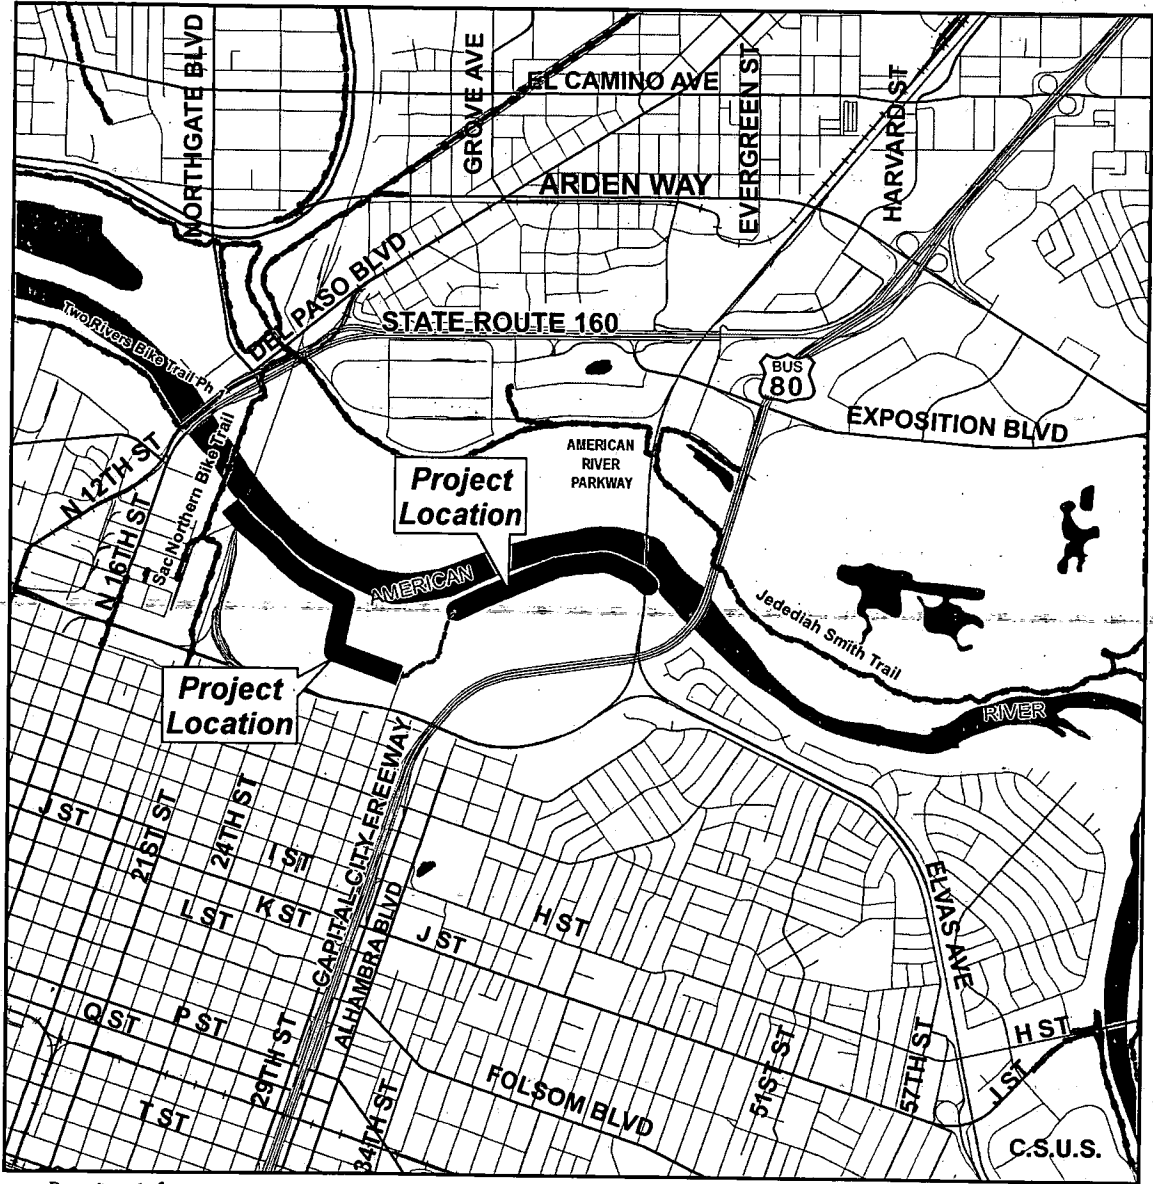 NORTHGATE BLVD
GROVE AVE
EL CAMINO AVE
EVERGREEN ST
HARVARD ST
ARDEN WAY
DEL PASO BLVD
STATE ROUTE 160
Two Rivers Bike Trail Ph 1
BUS
80
EXPOSITION BLVD
N 12TH ST
N 16TH ST
Sac Northern Bike Trail
AMERICAN
RIVER
PARKWAY
Project
Location
AMERICAN
Jedediah Smith Trail
RIVER
Project
Location
J ST
21ST ST
24TH ST
I ST
L ST
K ST
CAPITAL CITY FREEWAY
ALHAMBRA BLVD
J ST
H ST
ELVAS AVE
Q ST
P ST
29TH ST
T ST
34TH ST
FOLSOM BLVD
51ST ST
57TH ST
H ST
J ST
C.S.U.S.